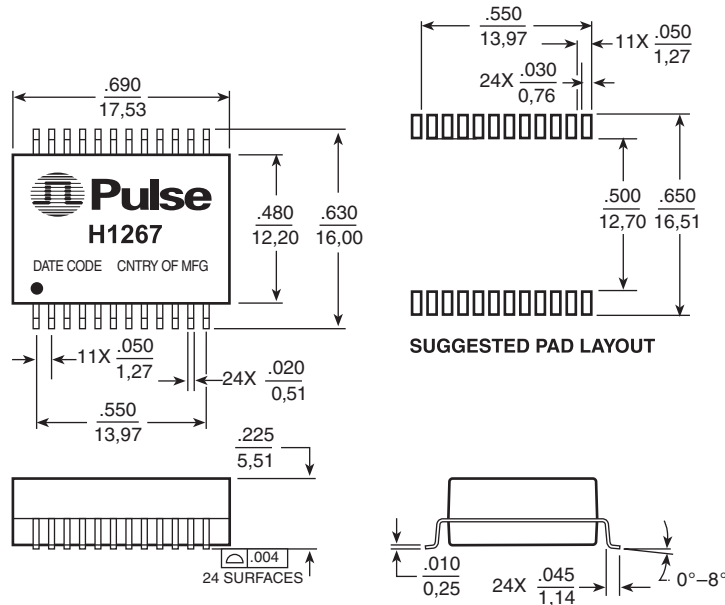 .690
17,53
Pulse
H1267
DATE CODE CNTRY OF MFG
.480
12,20
.630
16,00
11X .050
1,27
24X .020
0,51
.550
13,97
.550
13,97
11X .050
1,27
24X .030
0,76
.500
12,70
.650
16,51
SUGGESTED PAD LAYOUT
.225
5,51
.004
24 SURFACES
.010
0,25
24X .045
1,14
0°–8°